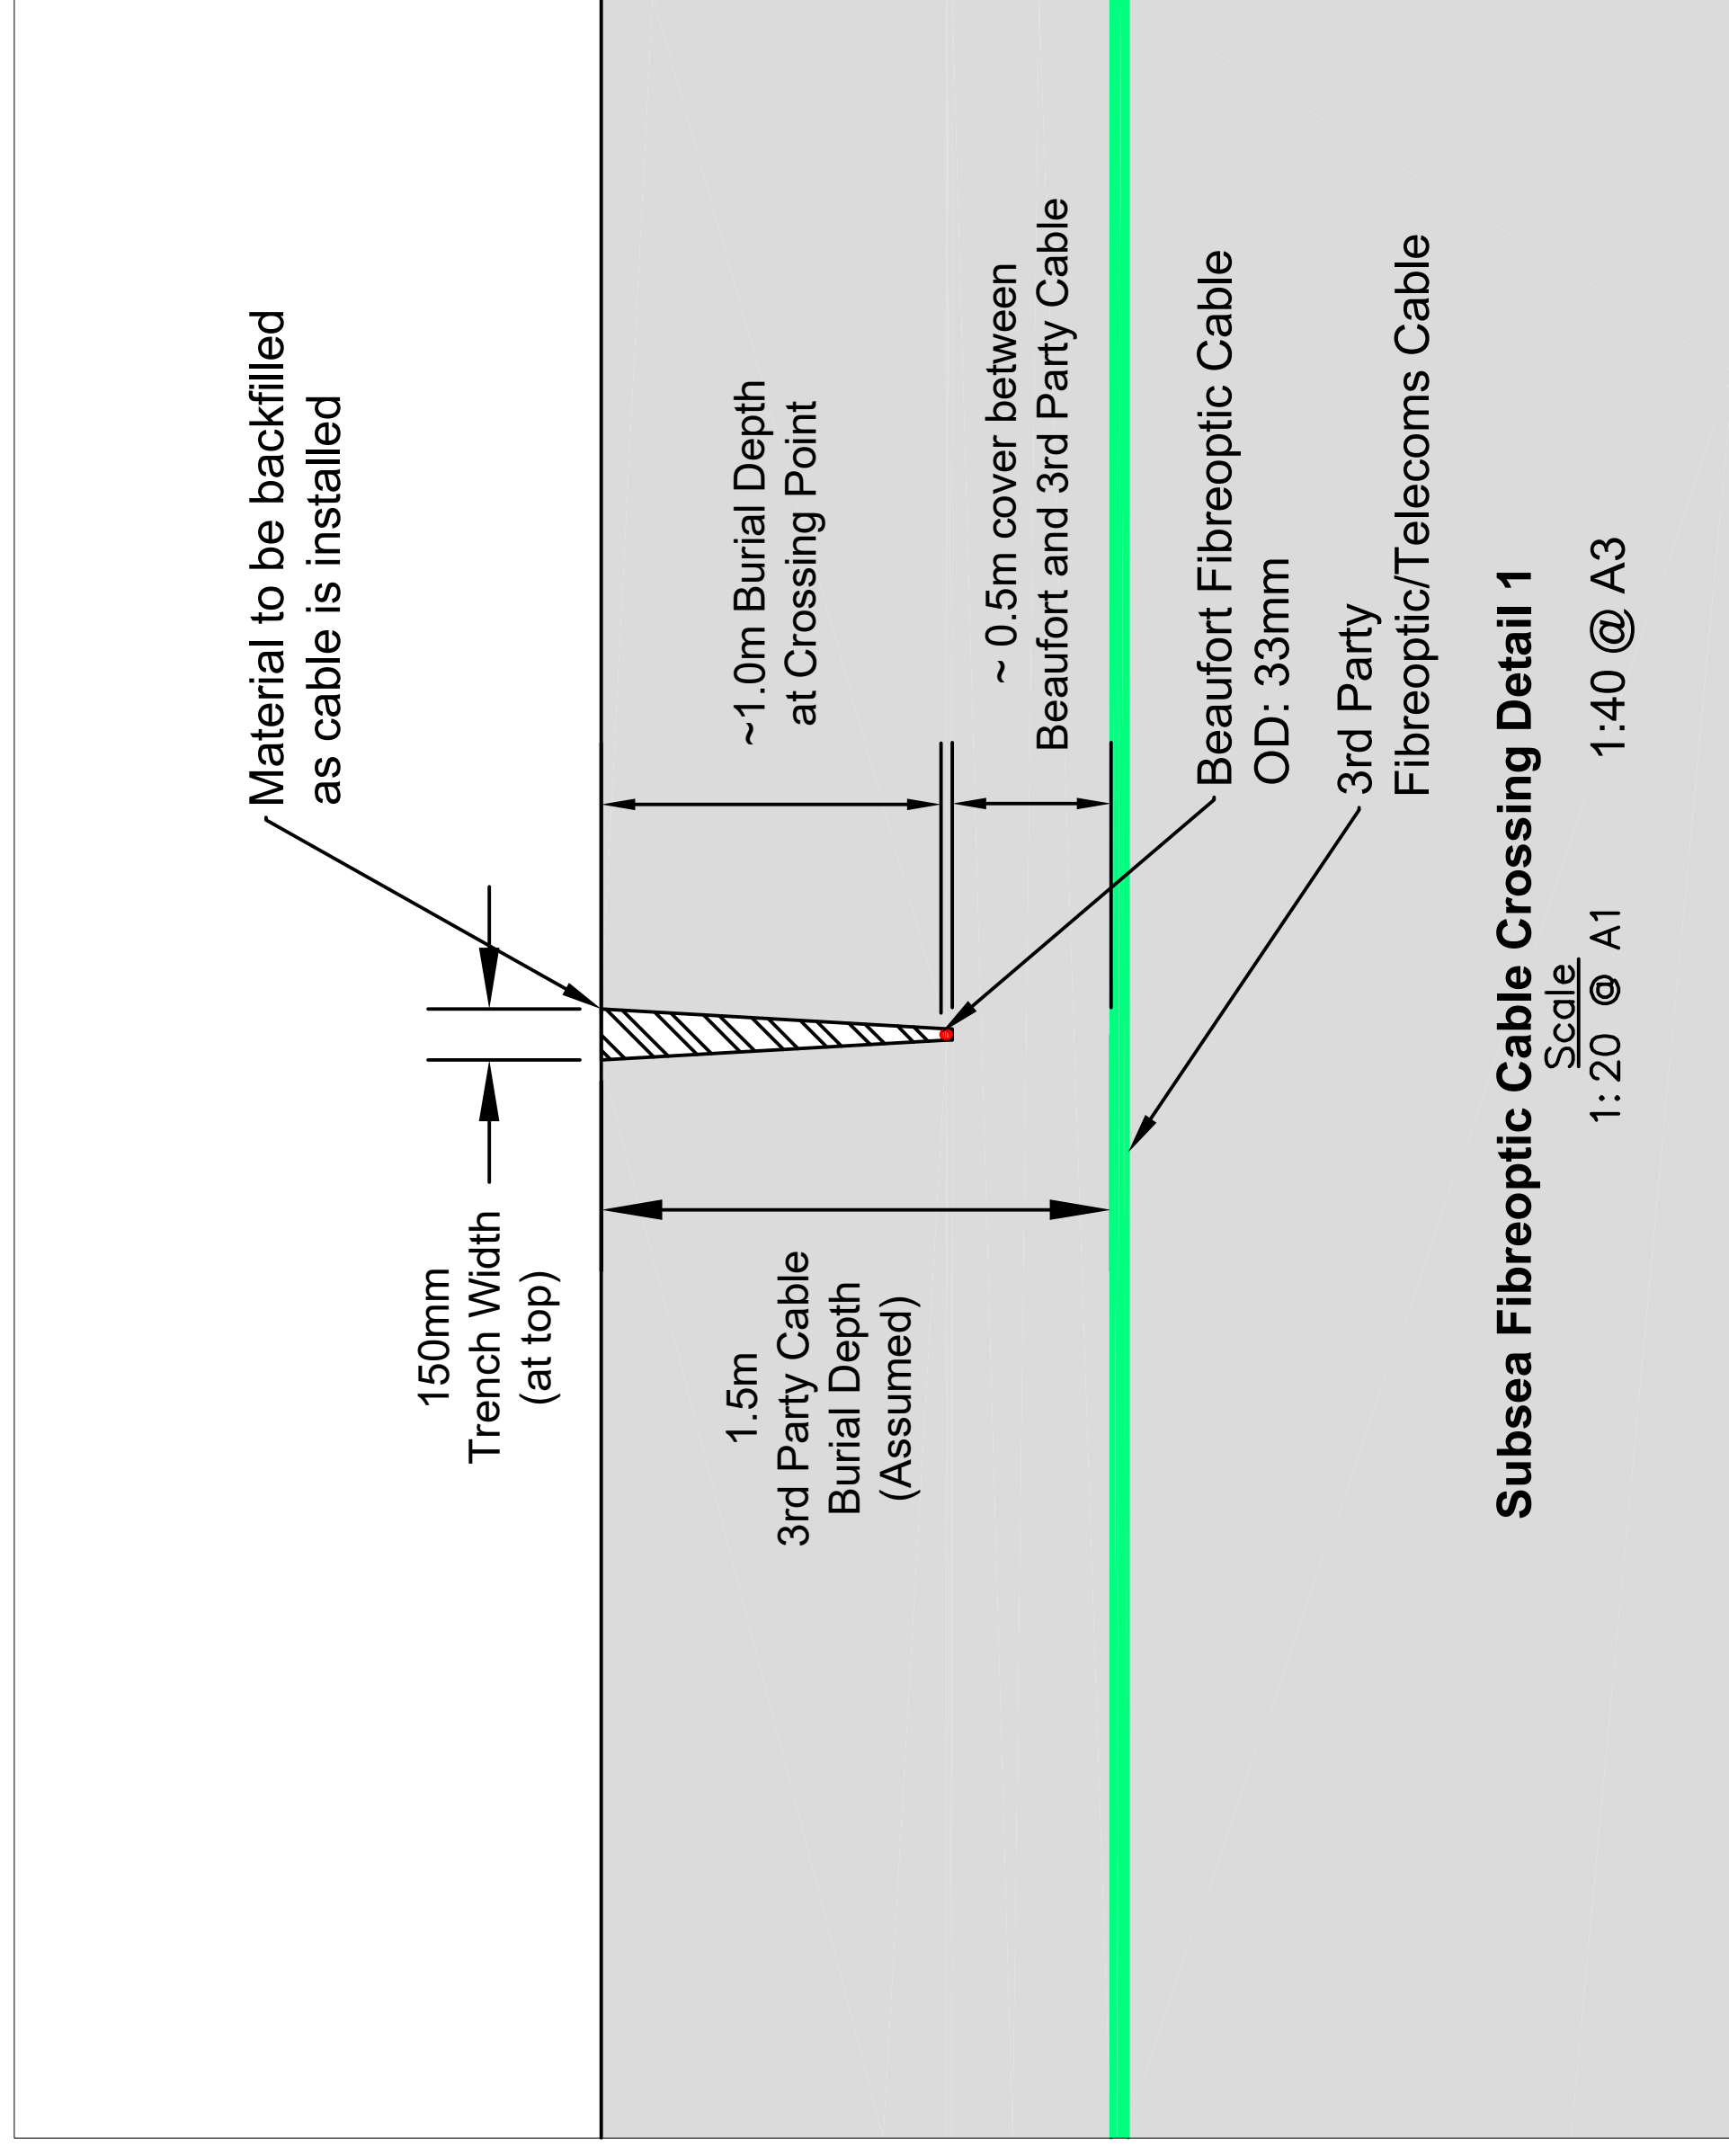 Material to be backfilled
as cable is installed
150mm
Trench Width
(at top)
~1.0m Burial Depth
at Crossing Point
1.5m
3rd Party Cable
Burial Depth
(Assumed)
~ 0.5m cover between
Beaufort and 3rd Party Cable
Beaufort Fibreoptic Cable
OD: 33mm
3rd Party
Fibreoptic/Telecoms Cable
Subsea Fibreoptic Cable Crossing Detail 1
Scale
1:20 @ A1 1:40 @ A3